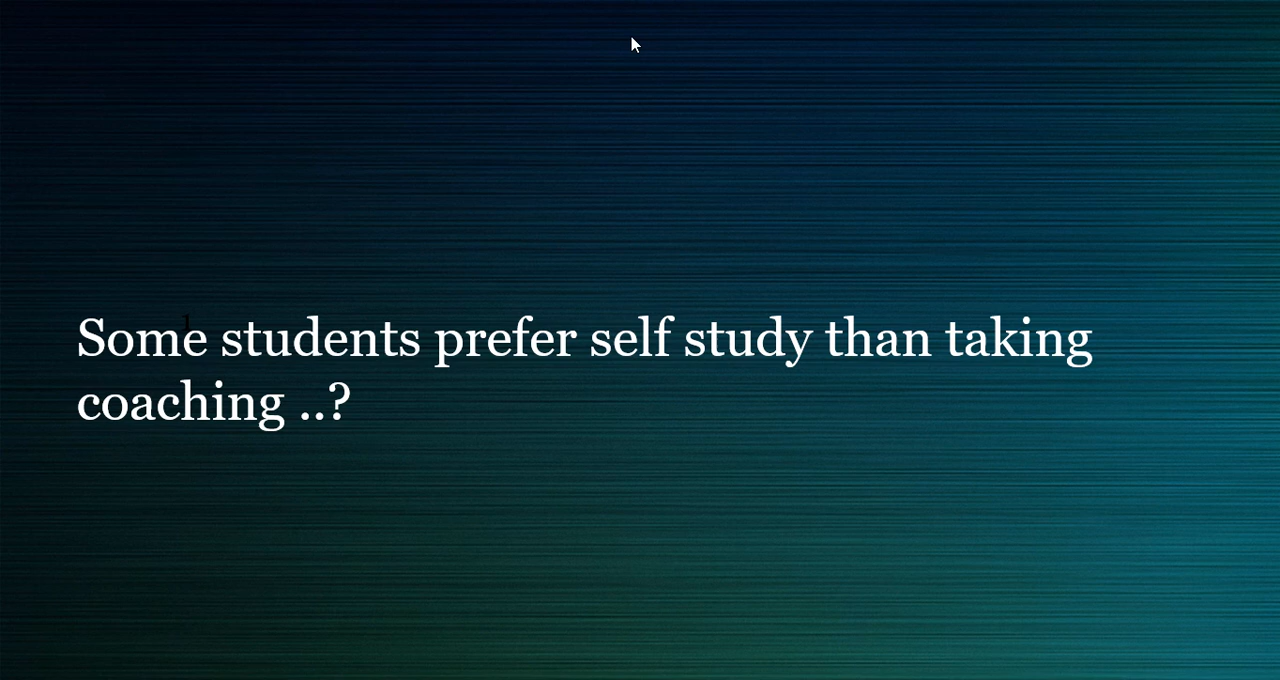 Some students prefer self study than taking
coaching ..?